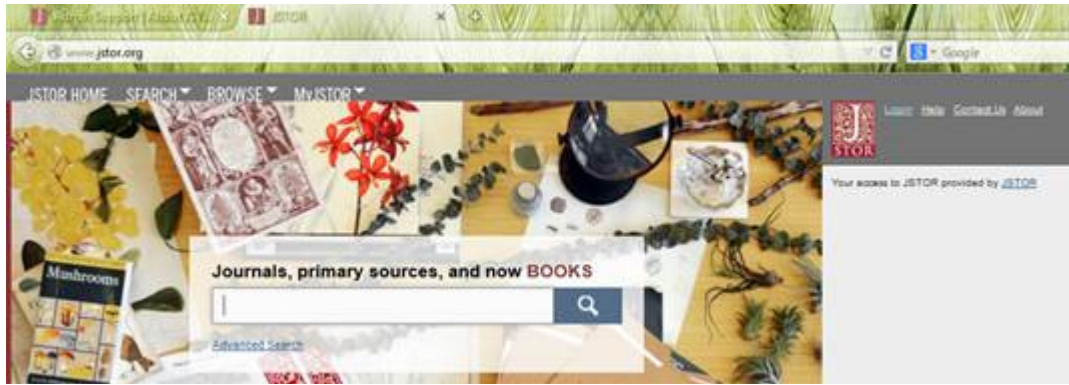 JSTOR
www.jstor.org
Google
JSTOR HOME SEARCH BROWSE MyJSTOR
Login Help Contact Us About
J
STOR
Your access to JSTOR provided by JSTOR
Mushrooms
Journals, primary sources, and now BOOKS
Advanced Search